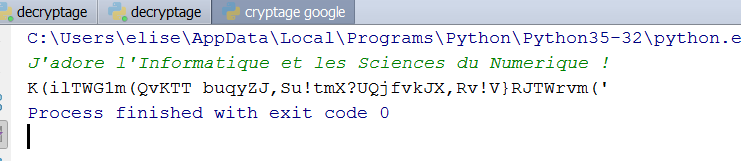 decryptage decryptage cryptage google
C:\Users\elise\AppData\Local\Programs\Python\Python35-32\python.e
J'adore l'Informatique et les Sciences du Numerique !
K(ilTWG1m(QvKTT buqyZJ,Su!tmX?UQjfvkJX,Rv!V}RJTWrvm('
Process finished with exit code 0